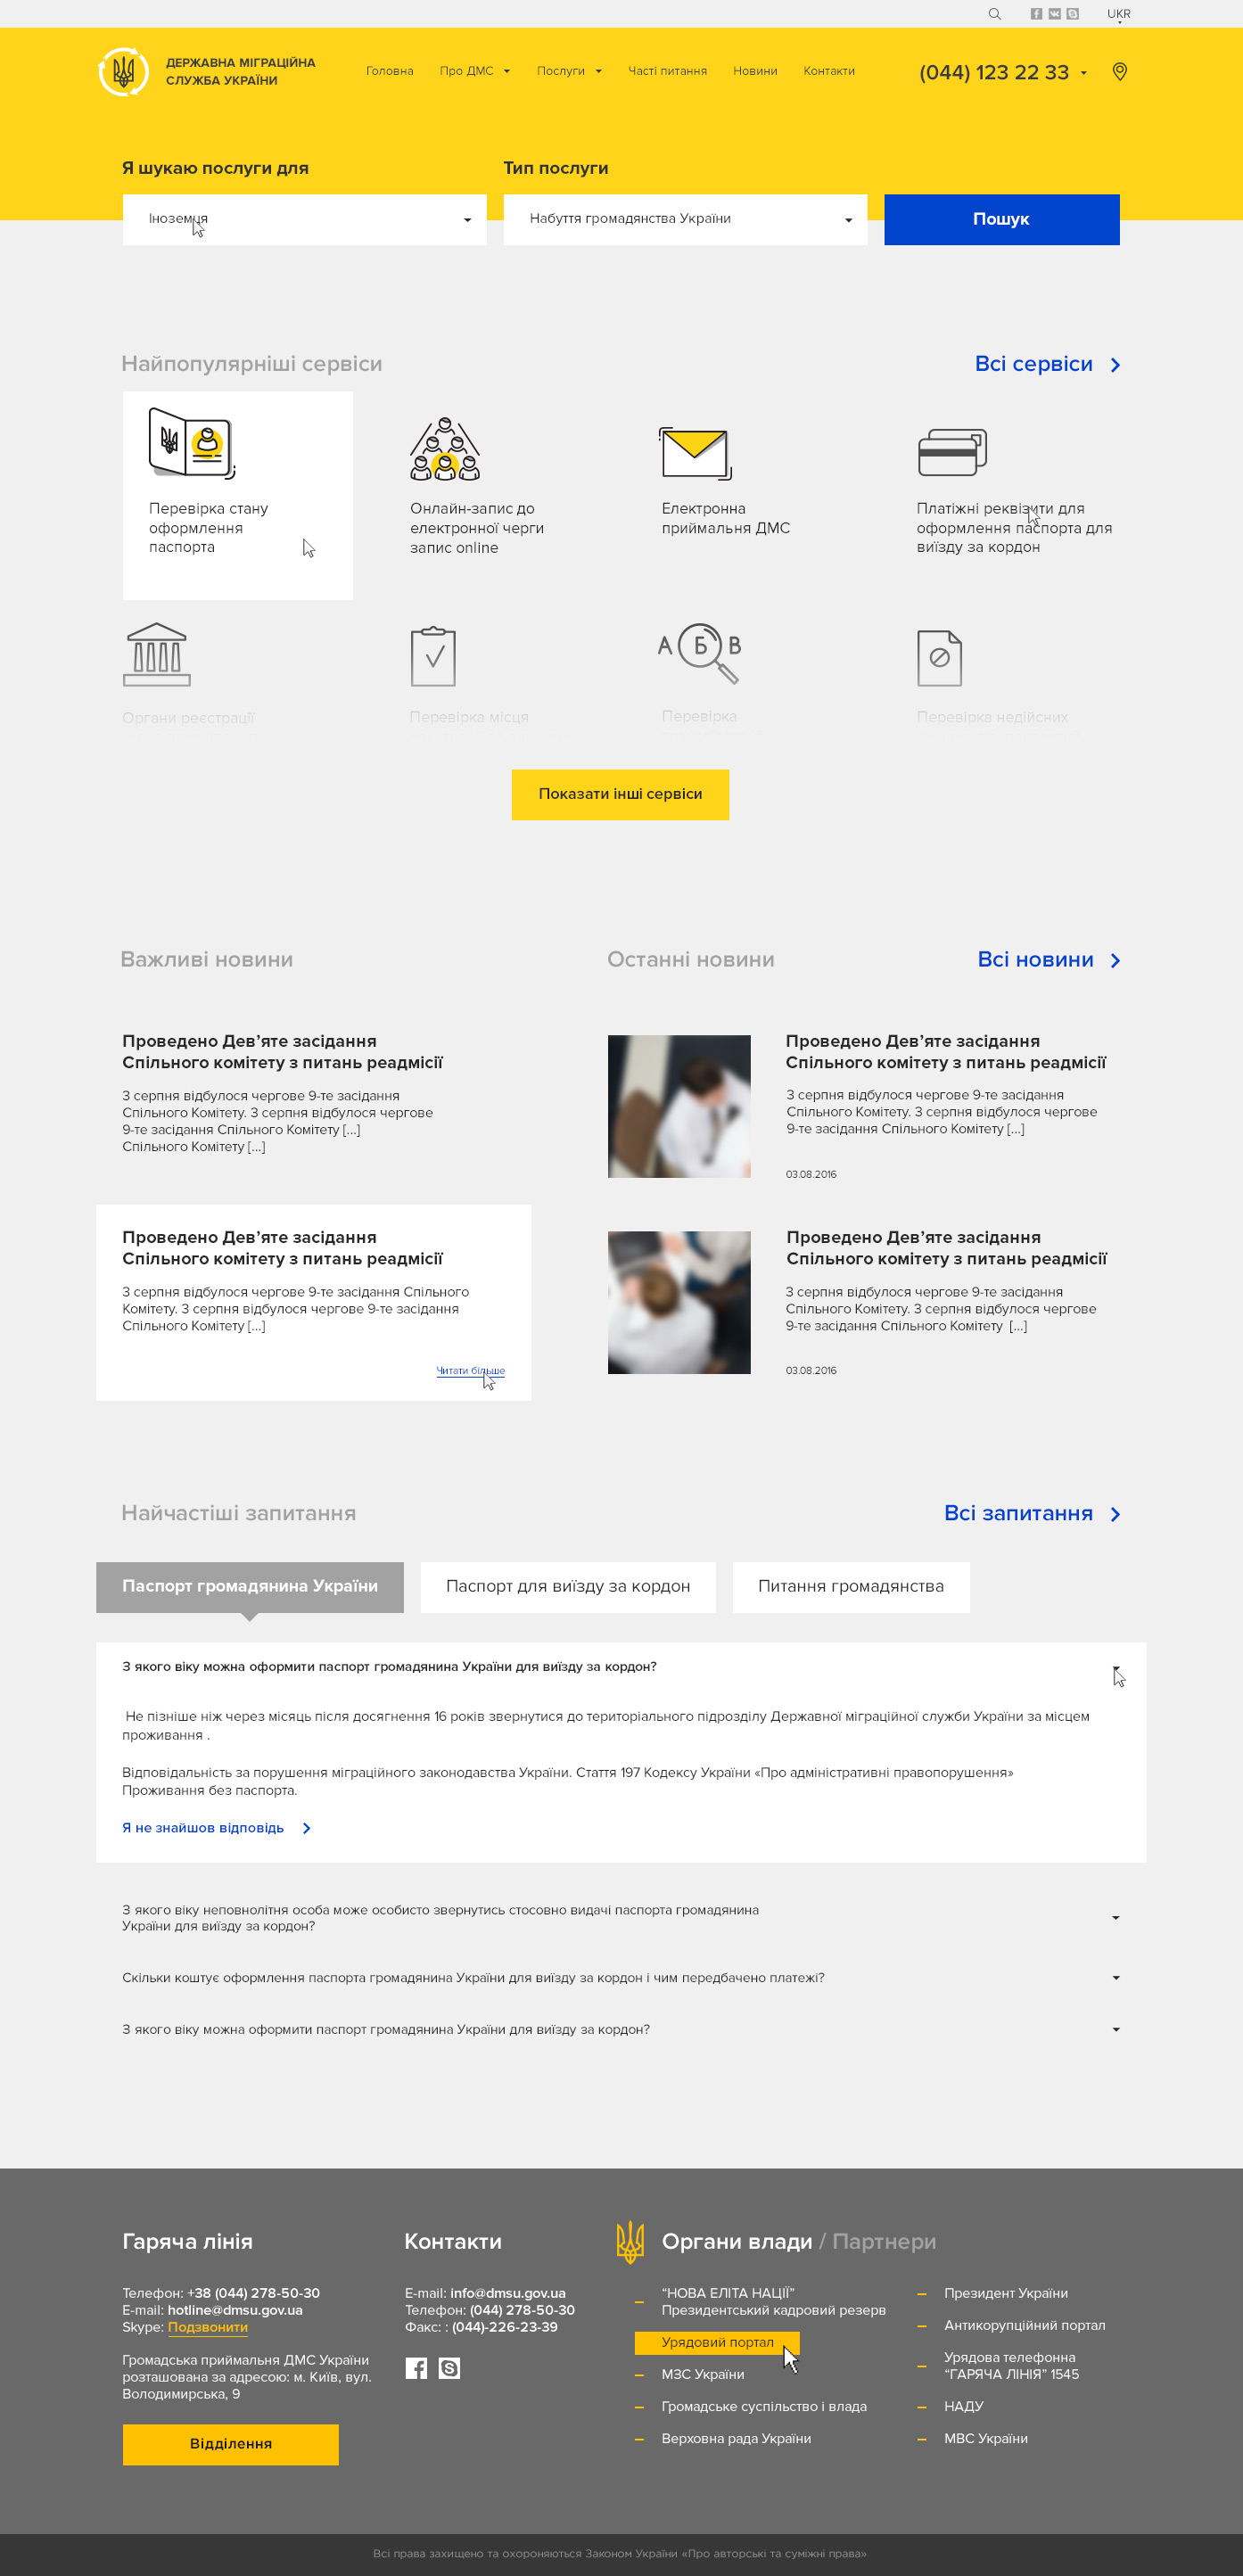 UKR
ДЕРЖАВНА МІГРАЦІЙНА
СЛУЖБА УКРАЇНИ
Головна
Про ДМС
Послуги
Часті питання
Новини
Контакти
(044) 123 22 33
Я шукаю послуги для
Тип послуги
Іноземця
Набуття громадянства України
Пошук
Найпопулярніші сервіси
Всі сервіси
Перевірка стану
оформлення
паспорта
Онлайн-запис до
електронної черги
запис online
Електронна
приймальня ДМС
Платіжні реквізити для
оформлення паспорта для
виїзду за кордон
А Б В
Органи реєстрації
Перевірка місця
Перевірка
Перевірка недійсних
Показати інші сервіси
Важливі новини
Проведено Дев’яте засідання
Спільного комітету з питань реадмісії
3 серпня відбулося чергове 9-те засідання
Спільного Комітету. 3 серпня відбулося чергове
9-те засідання Спільного Комітету [...]
Спільного Комітету [...]
Проведено Дев’яте засідання
Спільного комітету з питань реадмісії
3 серпня відбулося чергове 9-те засідання Спільного
Комітету. 3 серпня відбулося чергове 9-те засідання
Спільного Комітету [...]
Читати більше
Останні новини
Всі новини
Проведено Дев’яте засідання
Спільного комітету з питань реадмісії
3 серпня відбулося чергове 9-те засідання
Спільного Комітету. 3 серпня відбулося чергове
9-те засідання Спільного Комітету [...]
03.08.2016
Проведено Дев’яте засідання
Спільного комітету з питань реадмісії
3 серпня відбулося чергове 9-те засідання
Спільного Комітету. 3 серпня відбулося чергове
9-те засідання Спільного Комітету [...]
03.08.2016
Найчастіші запитання
Всі запитання
Паспорт громадянина України
Паспорт для виїзду за кордон
Питання громадянства
З якого віку можна оформити паспорт громадянина України для виїзду за кордон?
Не пізніше ніж через місяць після досягнення 16 років звернутися до територіального підрозділу Державної міграційної служби України за місцем
проживання .
Відповідальність за порушення міграційного законодавства України. Стаття 197 Кодексу України «Про адміністративні правопорушення»
Проживання без паспорта.
Я не знайшов відповідь
З якого віку неповнолітня особа може особисто звернутись стосовно видачі паспорта громадянина
України для виїзду за кордон?
Скільки коштує оформлення паспорта громадянина України для виїзду за кордон і чим передбачено платежі?
З якого віку можна оформити паспорт громадянина України для виїзду за кордон?
Гаряча лінія
Телефон: +38 (044) 278-50-30
E-mail: hotline@dmsu.gov.ua
Skype: Подзвонити
Громадська приймальня ДМС України
розташована за адресою: м. Київ, вул.
Володимирська, 9
Відділення
Контакти
E-mail: info@dmsu.gov.ua
Телефон: (044) 278-50-30
Факс: : (044)-226-23-39
Органи влади / Партнери
“НОВА ЕЛІТА НАЦІЇ”
Президентський кадровий резерв
Урядовий портал
МЗС України
Громадське суспільство і влада
Верховна рада України
Президент України
Антикорупційний портал
Урядова телефонна
“ГАРЯЧА ЛІНІЯ” 1545
НАДУ
МВС України
Всі права захищено та охороняються Законом України «Про авторські та суміжні права»